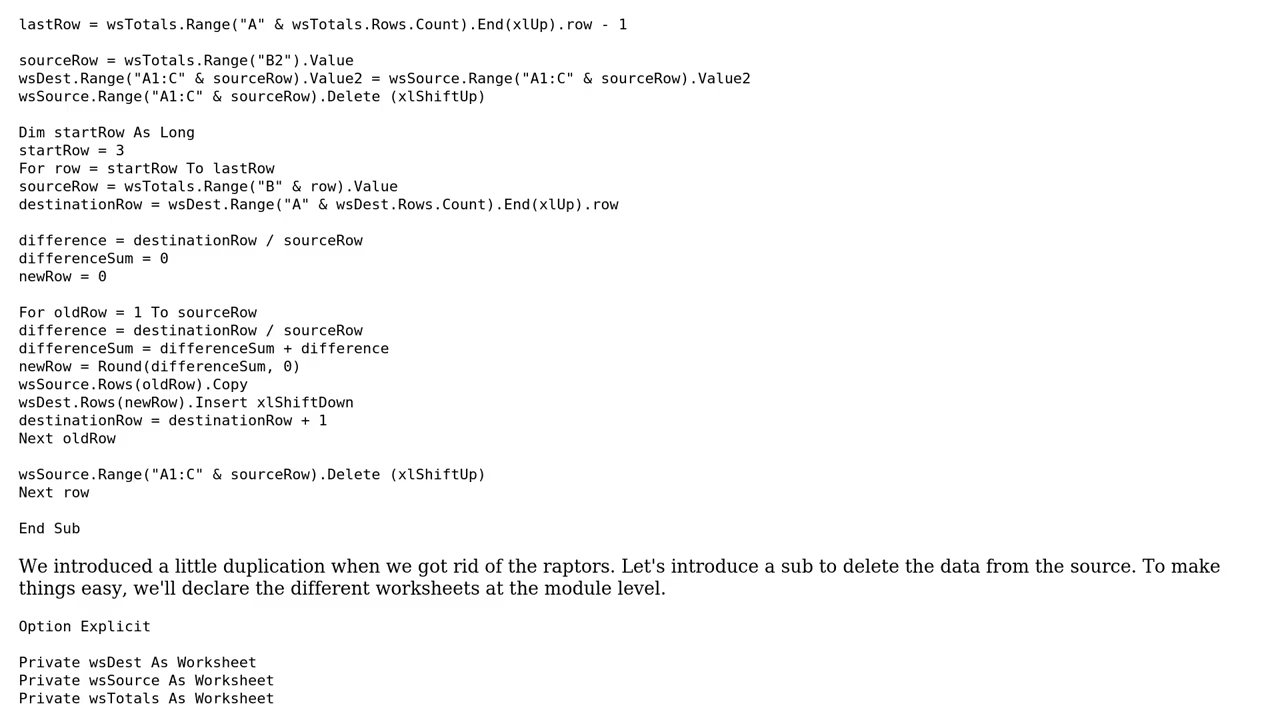 lastRow = wsTotals.Range("A" & wsTotals.Rows.Count).End(xlUp).row - 1
sourceRow = wsTotals.Range("B2").Value
wsDest.Range("A1:C" & sourceRow).Value2 = wsSource.Range("A1:C" & sourceRow).Value2
wsSource.Range("A1:C" & sourceRow).Delete (xlShiftUp)
Dim startRow As Long
startRow = 3
For row = startRow To lastRow
sourceRow = wsTotals.Range("B" & row).Value
destinationRow = wsDest.Range("A" & wsDest.Rows.Count).End(xlUp).row
difference = destinationRow / sourceRow
differenceSum = 0
newRow = 0
For oldRow = 1 To sourceRow
difference = destinationRow / sourceRow
differenceSum = differenceSum + difference
newRow = Round(differenceSum, 0)
wsSource.Rows(oldRow).Copy
wsDest.Rows(newRow).Insert xlShiftDown
destinationRow = destinationRow + 1
Next oldRow
wsSource.Range("A1:C" & sourceRow).Delete (xlShiftUp)
Next row
End Sub
We introduced a little duplication when we got rid of the raptors. Let's introduce a sub to delete the data from the source. To make
things easy, we'll declare the different worksheets at the module level.
Option Explicit
Private wsDest As Worksheet
Private wsSource As Worksheet
Private wsTotals As Worksheet